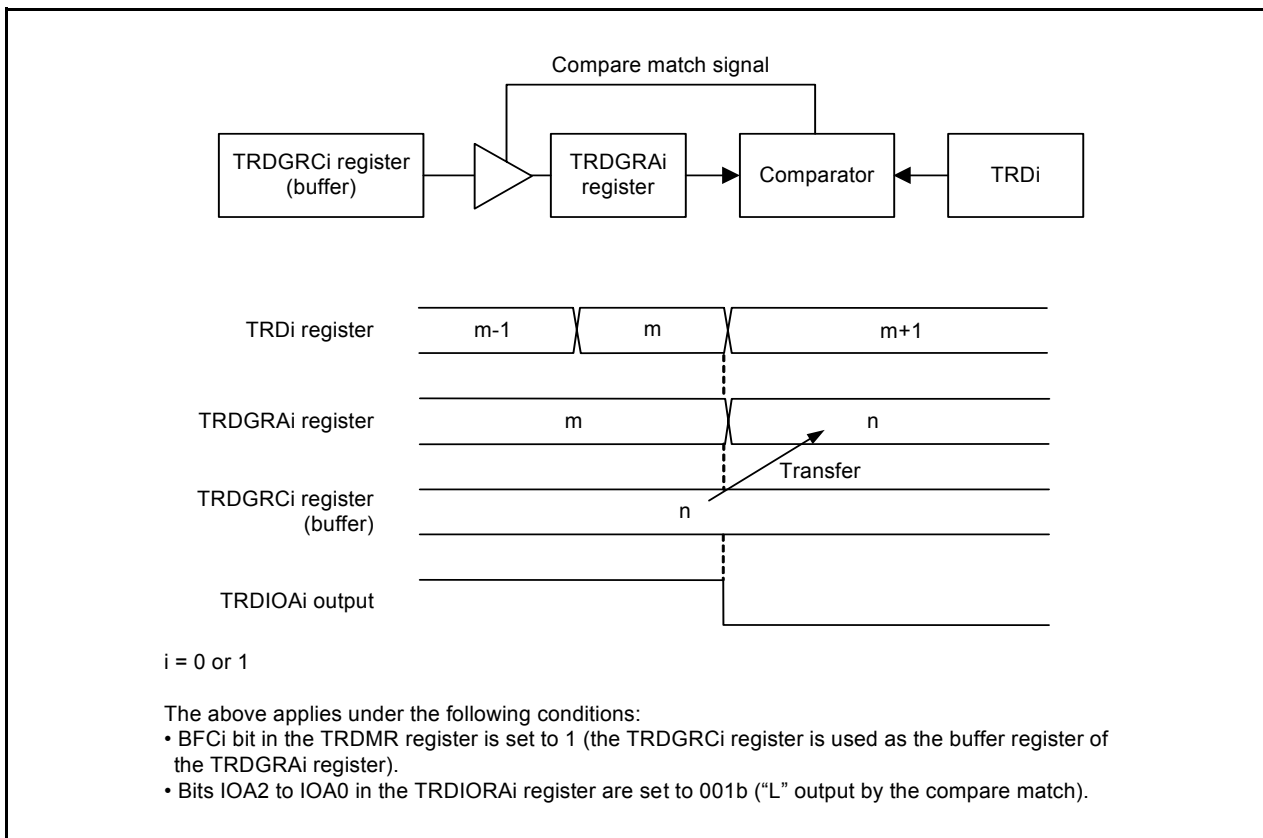 Compare match signal
TRDGRCi register
(buffer)
TRDGRAi
register
Comparator
TRDi
TRDi register
m-1
m
m+1
TRDGRAi register
m
n
Transfer
TRDGRCi register
(buffer)
n
TRDIOAi output
i = 0 or 1
The above applies under the following conditions:
• BFCi bit in the TRDMR register is set to 1 (the TRDGRCi register is used as the buffer register of
the TRDGRAi register).
• Bits IOA2 to IOA0 in the TRDIORAi register are set to 001b (“L” output by the compare match).